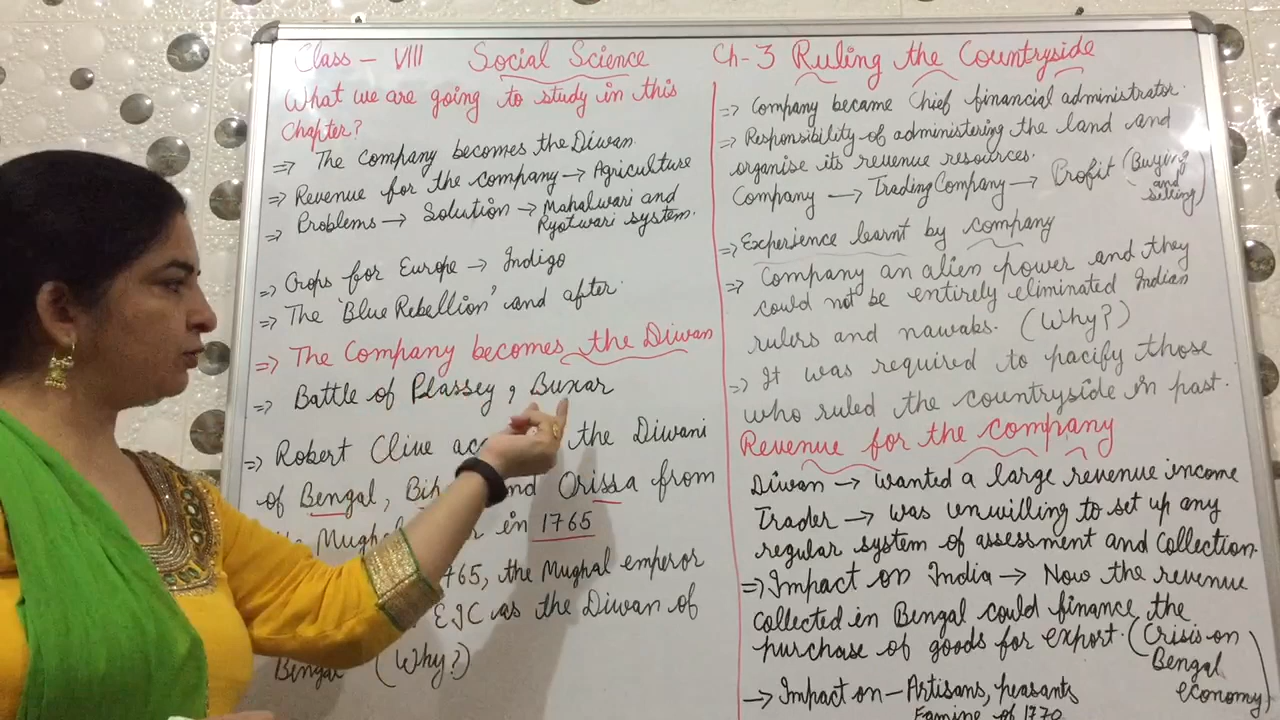 Class - VIII Social Science
What we are going to study in this
Chapter?
=> The Company becomes the Diwan.
=> Revenue for the company → Agriculture
=> Problems → Solution → Mahalwari and
Ryotwari system.
=> Crops for Europe → Indigo
=> The 'Blue Rebellion' and after.
=> The Company becomes the Diwan
=> Battle of Plassey, Buxar
=> Robert Clive the Diwani
of Bengal, and Orissa from
in 1765
65, the Mughal emperor
EJC as the Diwan of
Bengal (Why?)
Ch-3 Ruling the Countryside
=> Company became Chief financial administrator.
=> Responsibility of administering the land and
organise its revenue resources.
Company → Trading Company → Profit (Buying
and
selling)
=> Experience learnt by company
=> Company an alien power and they
could not be entirely eliminated Indian
rulers and nawabs. (Why?)
=> It was required to pacify those
who ruled the countryside in past.
Revenue for the company
Diwan → wanted a large revenue income
Trader → was unwilling to set up any
regular system of assessment and Collection.
=> Impact on India → Now the revenue
collected in Bengal could finance the
purchase of goods for export. (Crisis on
Bengal
economy)
→ Impact on - Artisans, peasants
Famine of 1770